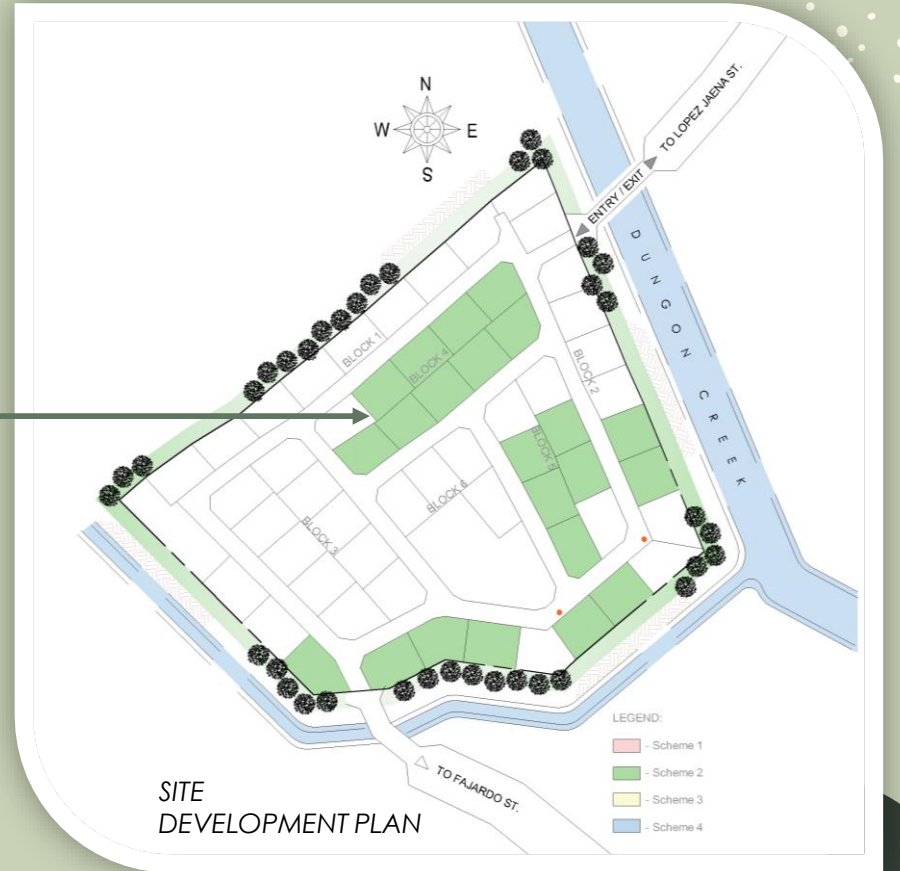 N
W E
S
TO LOPEZ JAENA ST.
ENTRY / EXIT
DUNGON CREEK
BLOCK 1
BLOCK 4
BLOCK 2
BLOCK 5
BLOCK 6
BLOCK 3
TO FAJARDO ST.
LEGEND:
- Scheme 1
- Scheme 2
- Scheme 3
- Scheme 4
SITE
DEVELOPMENT PLAN